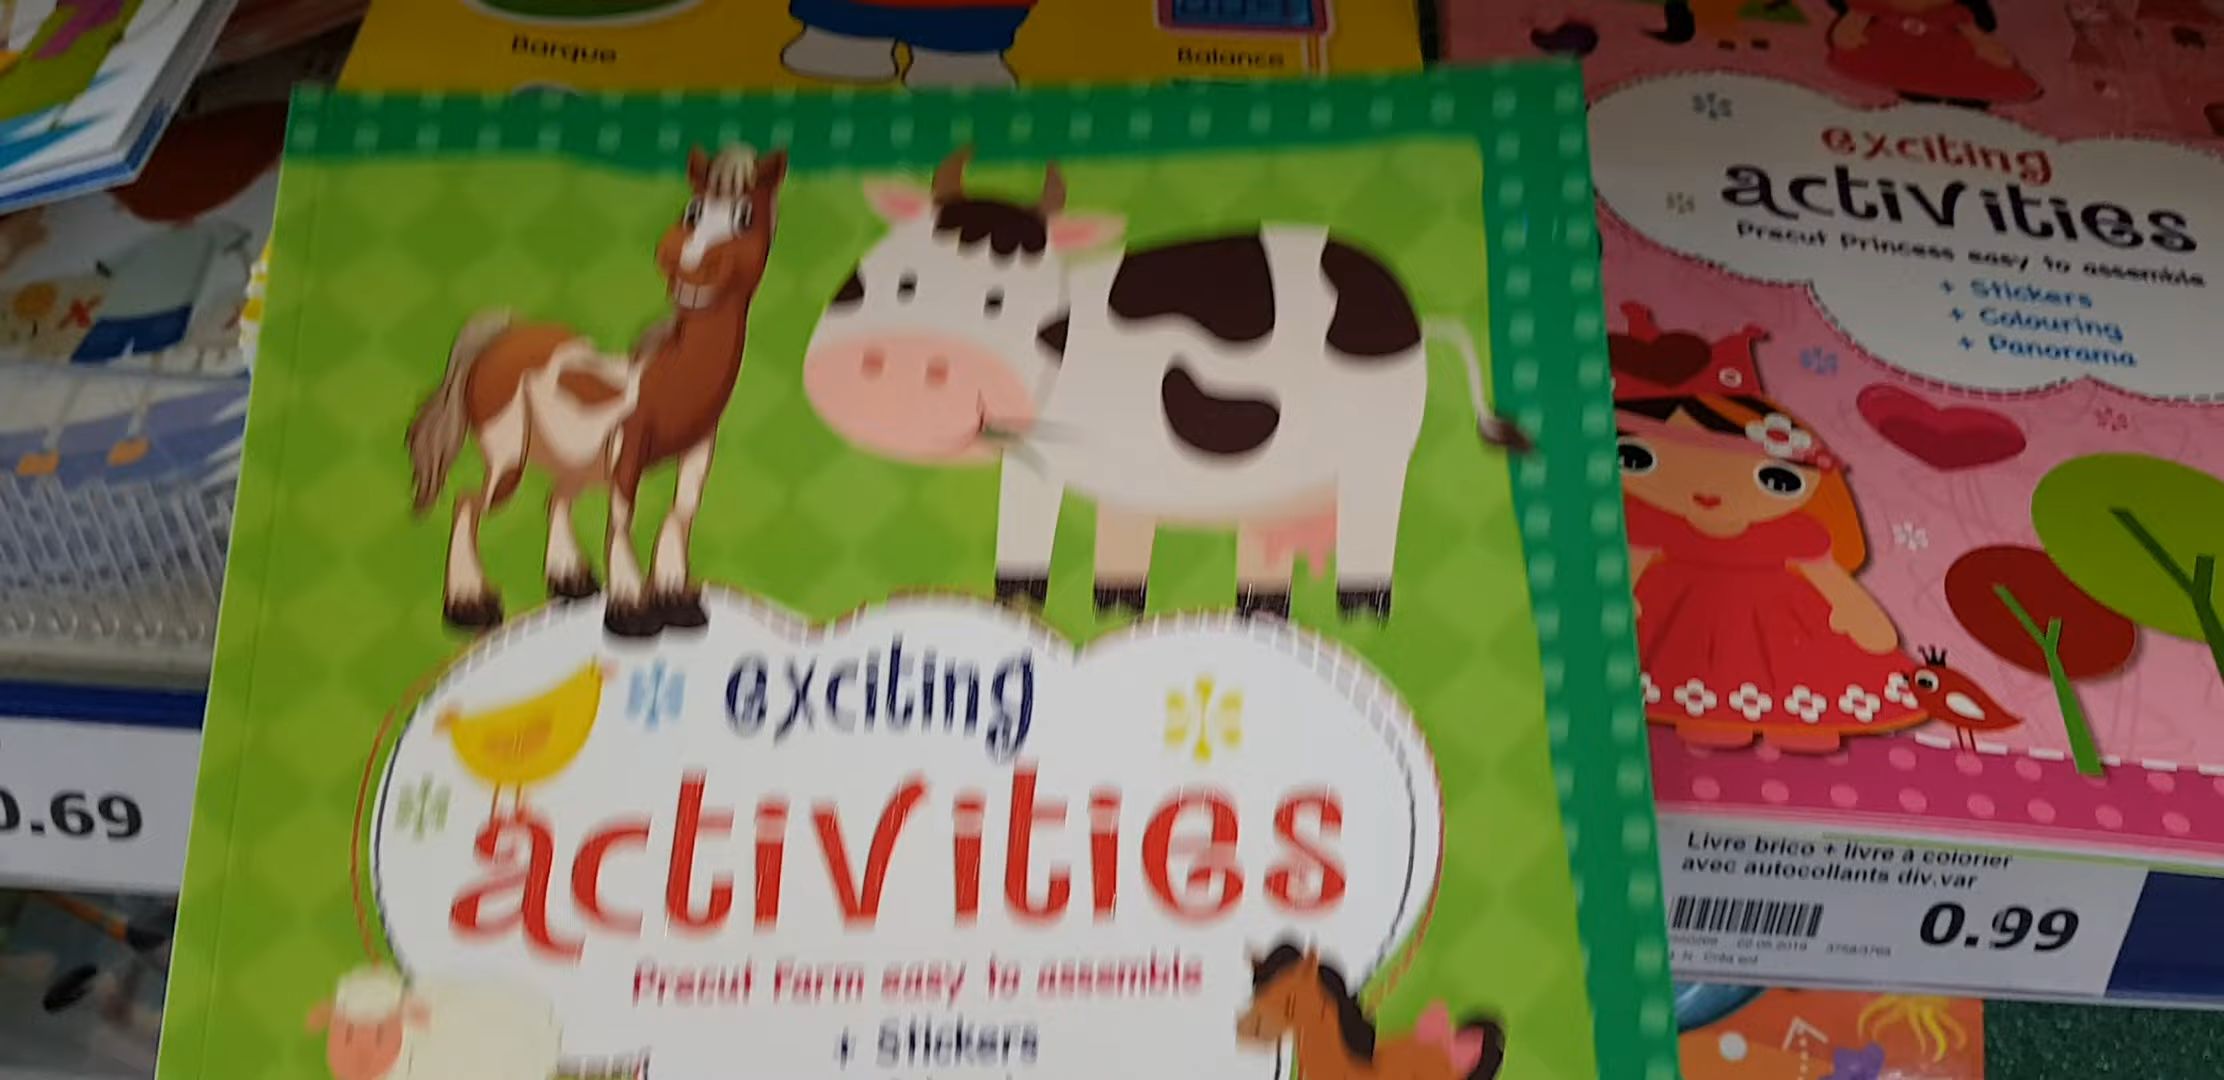 Barque
Balance
exciting
activities
Precut Farm easy to assemble
+ Stickers
exciting
activities
Precut Princess easy to assemble
+ Stickers
+ Colouring
+ Panorama
0.69
Livre brico + livre à colorier
avec autocollants div.var
0.99